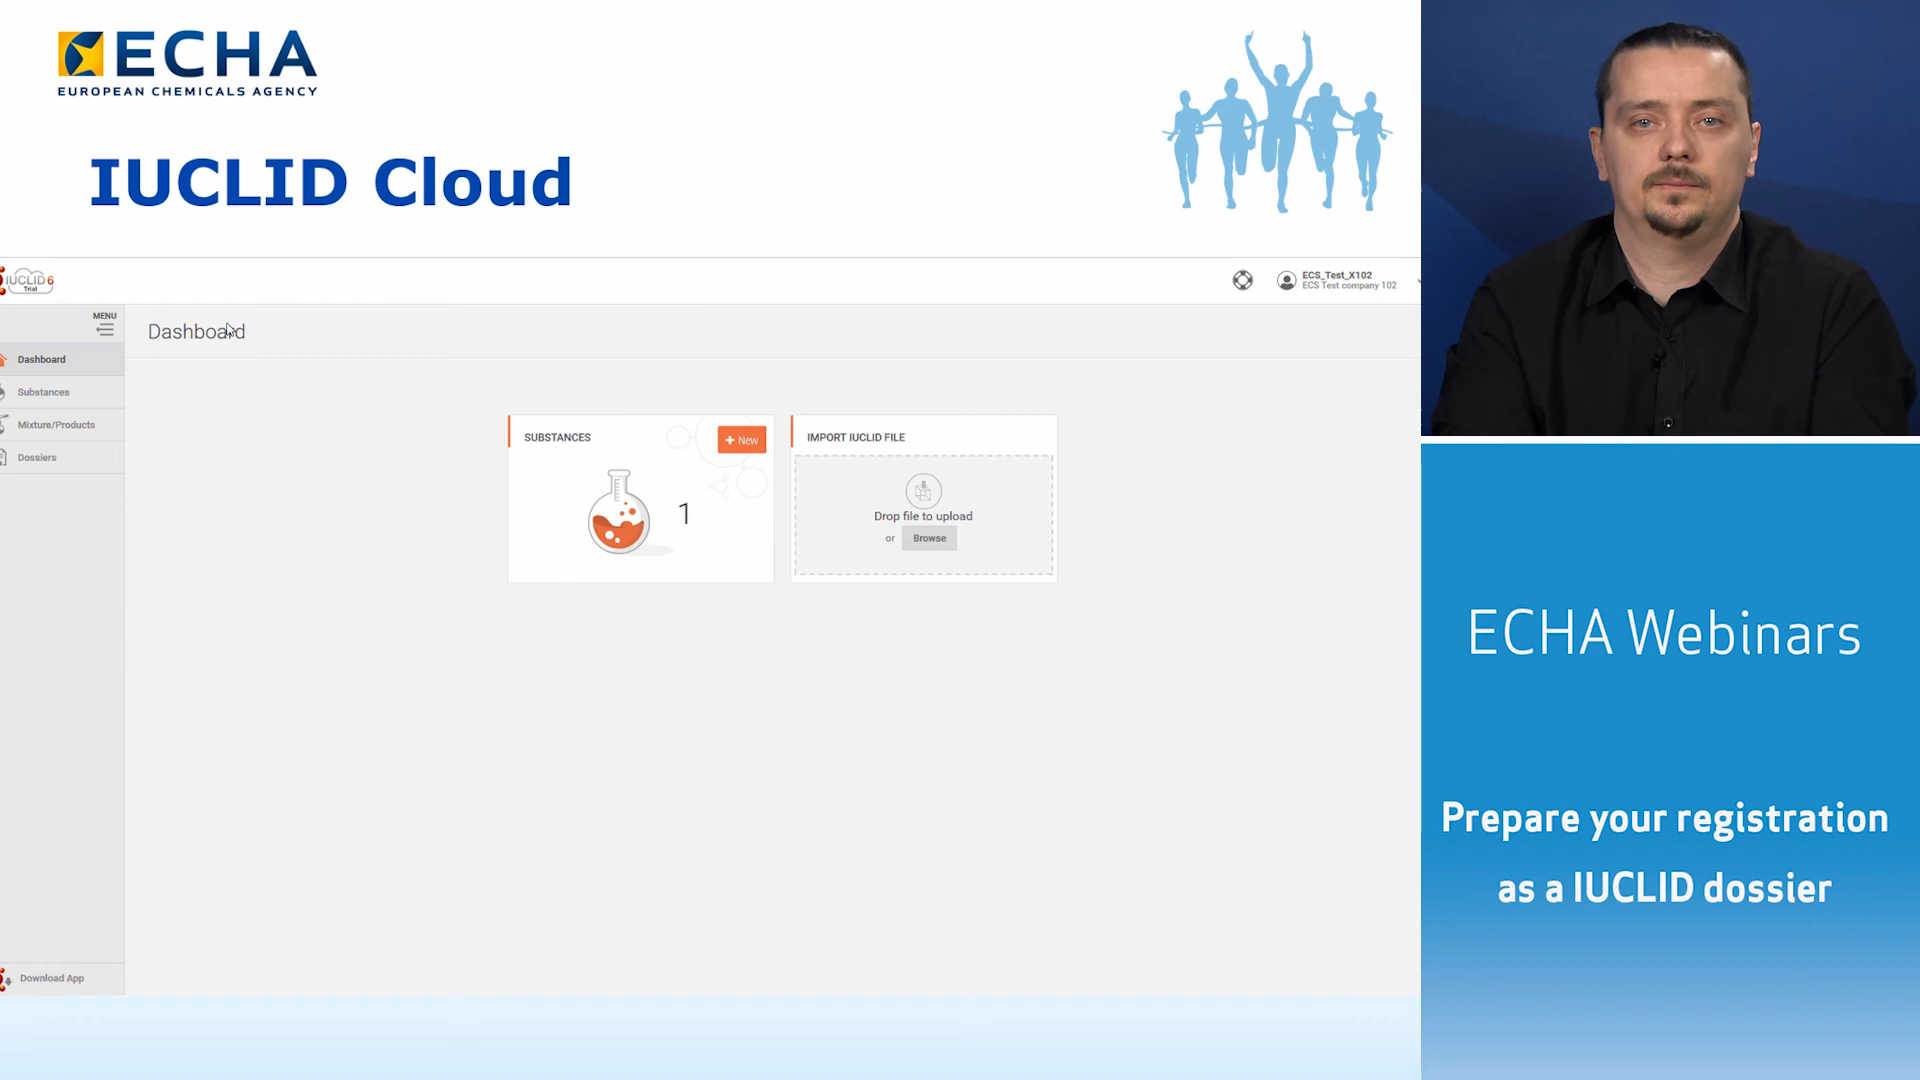 ECHA
EUROPEAN CHEMICALS AGENCY
IUCLID Cloud
IUCLID 6
Trial
ECS_Test_X102
ECS Test company 102
MENU
Dashboard
Dashboard
Substances
Mixture/Products
Dossiers
SUBSTANCES
+ New
1
IMPORT IUCLID FILE
Drop file to upload
or Browse
Download App
ECHA Webinars
Prepare your registration
as a IUCLID dossier